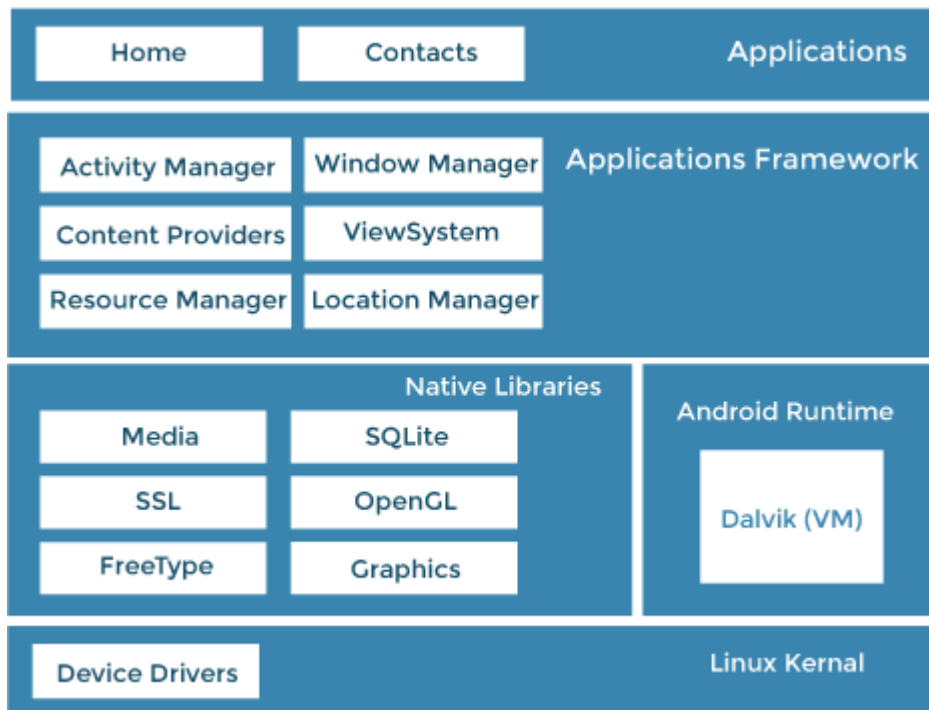 Home
Contacts
Applications
Activity Manager
Window Manager
Applications Framework
Content Providers
ViewSystem
Resource Manager
Location Manager
Native Libraries
Media
SQLite
SSL
OpenGL
FreeType
Graphics
Android Runtime
Dalvik (VM)
Device Drivers
Linux Kernal